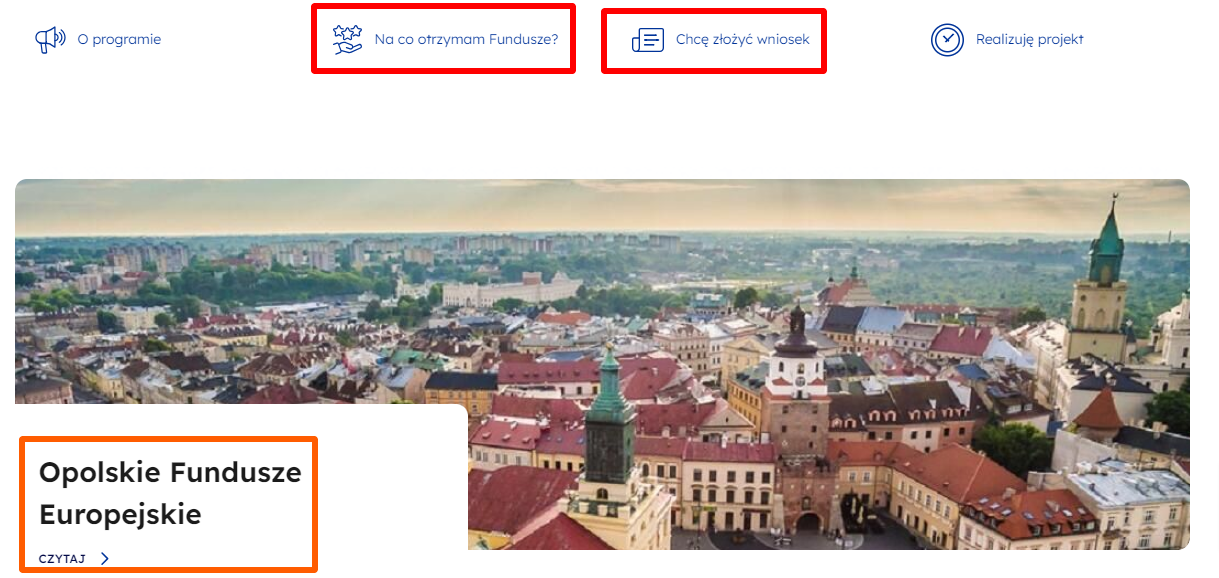 O programie
Na co otrzymam Fundusze?
Chcę złożyć wniosek
Realizuję projekt
Opolskie Fundusze
Europejskie
CZYTAJ